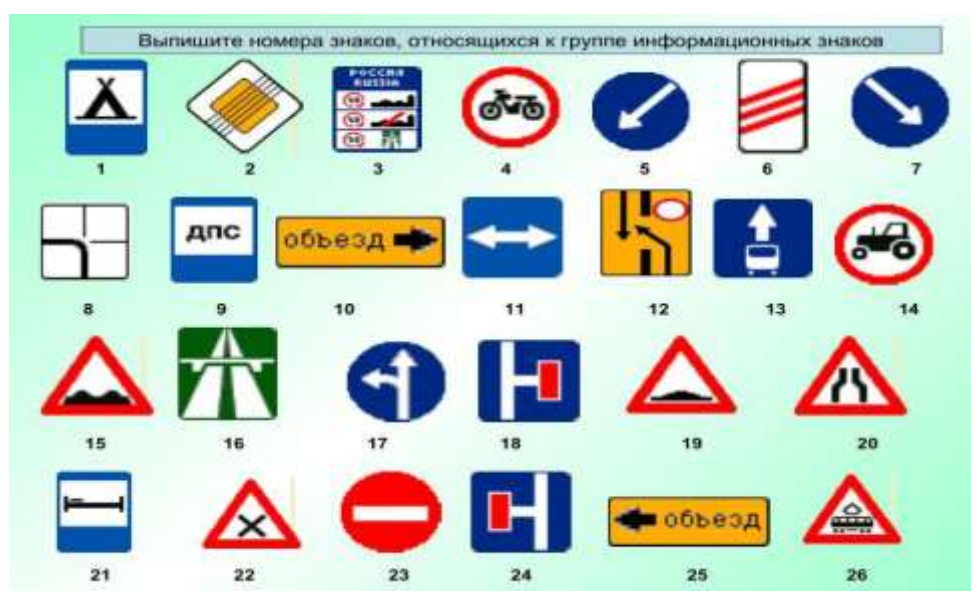 Выпишите номера знаков, относящихся к группе информационных знаков
РОССИЯ
RUSSIA
1 2 3 4 5 6 7
ДПС
объезд
8 9 10 11 12 13 14
15 16 17 18 19 20
объезд
21 22 23 24 25 26